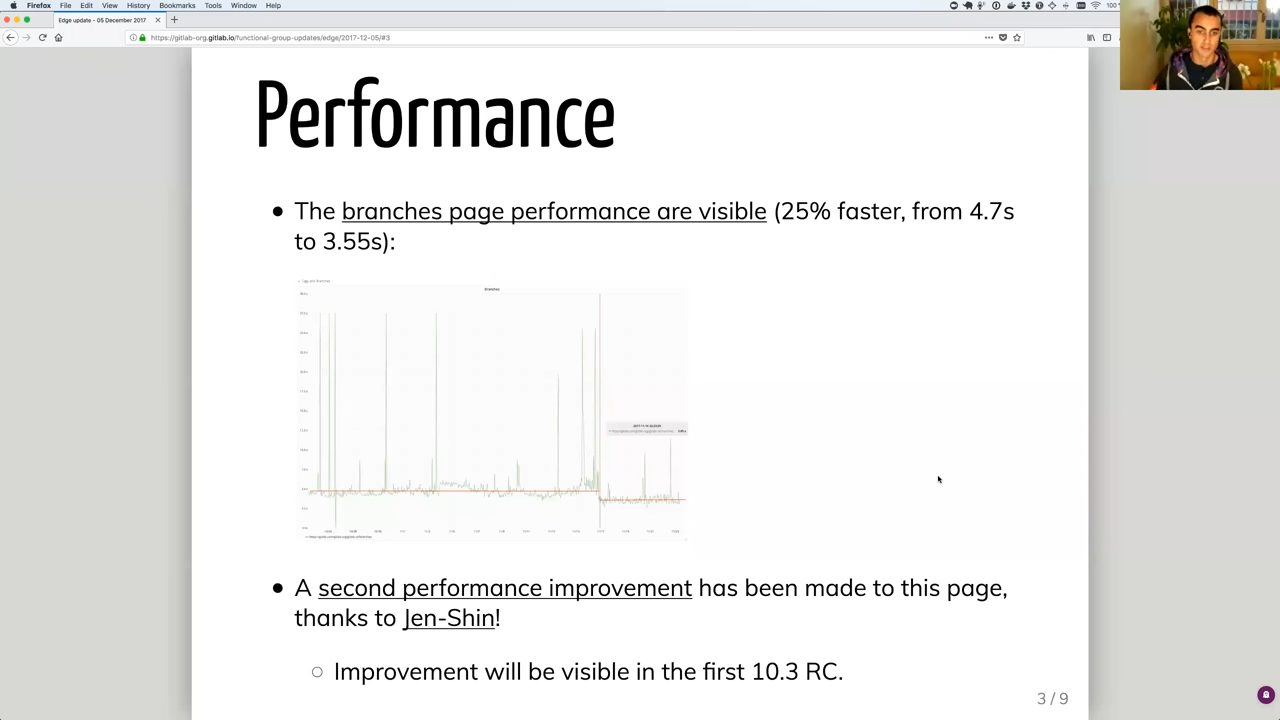 Firefox File Edit View History Bookmarks Tools Window Help 100
Edge update - 05 December 2017
https://gitlab-org.gitlab.io/functional-group-updates/edge/2017-12-05/#3
Performance
• The branches page performance are visible (25% faster, from 4.7s
to 3.55s):
• A second performance improvement has been made to this page,
thanks to Jen-Shin!
○ Improvement will be visible in the first 10.3 RC.
3 / 9